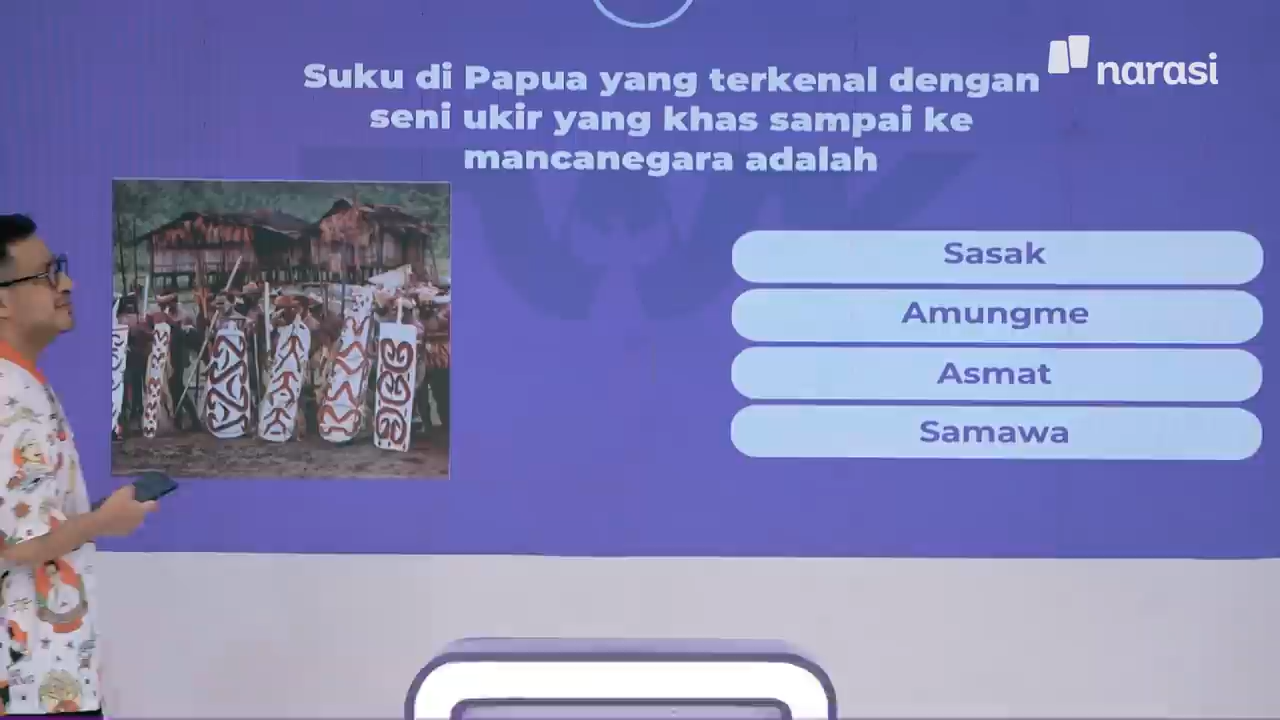 narasi
Suku di Papua yang terkenal dengan
seni ukir yang khas sampai ke
mancanegara adalah
Sasak
Amungme
Asmat
Samawa